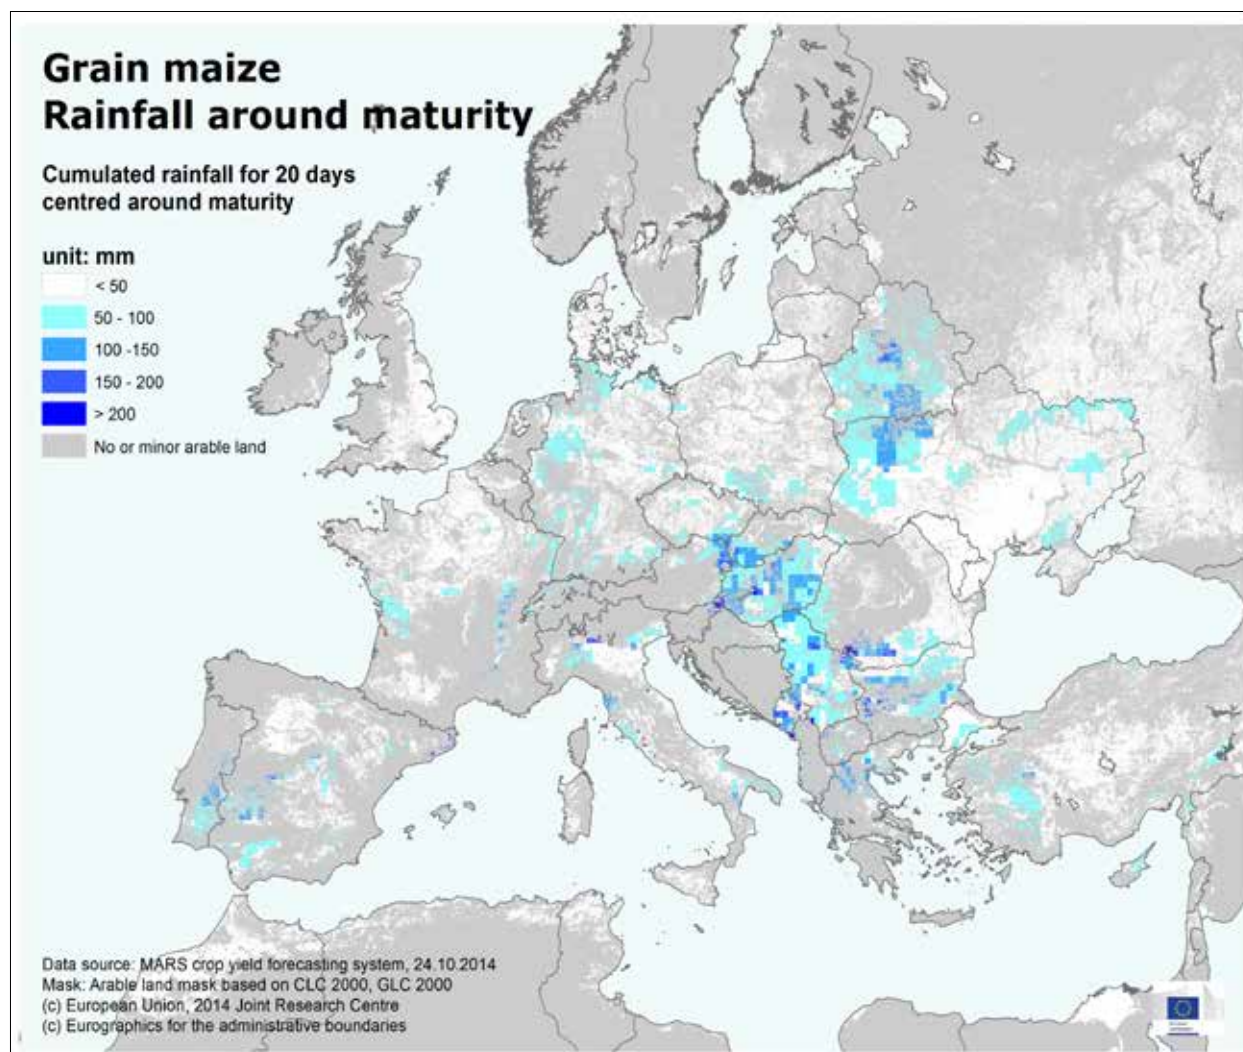 Grain maize
Rainfall around maturity
Cumulated rainfall for 20 days
centred around maturity
unit: mm
< 50
50 - 100
100 -150
150 - 200
> 200
No or minor arable land
Data source: MARS crop yield forecasting system, 24.10.2014
Mask: Arable land mask based on CLC 2000, GLC 2000
(c) European Union, 2014 Joint Research Centre
(c) Eurographics for the administrative boundaries